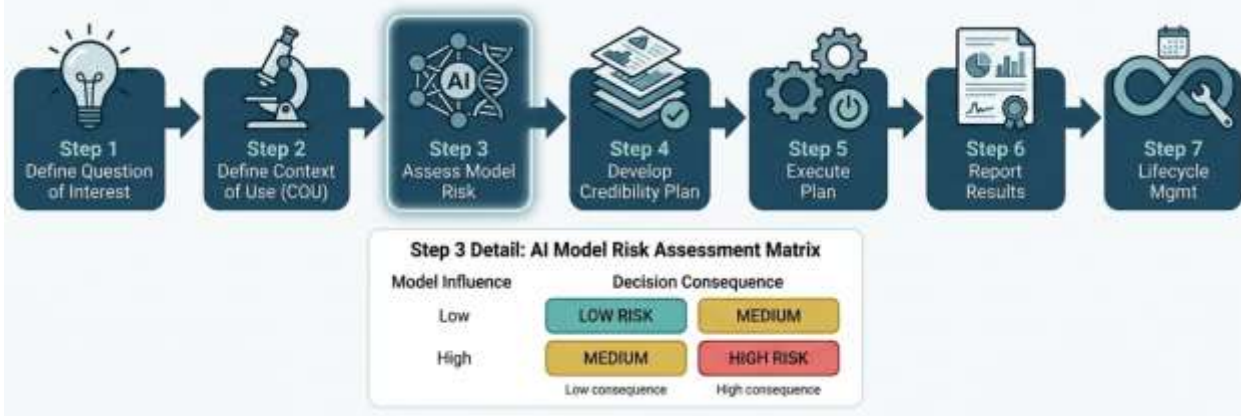 AI
Step 1
Define Question
of Interest
Step 2
Define Context
of Use (COU)
Step 3
Assess Model
Risk
Step 4
Develop
Credibility Plan
Step 5
Execute
Plan
Step 6
Report
Results
Step 7
Lifecycle
Mgmt
Step 3 Detail: AI Model Risk Assessment Matrix
Model Influence Decision Consequence
Low LOW RISK MEDIUM
High MEDIUM HIGH RISK
Low consequence High consequence